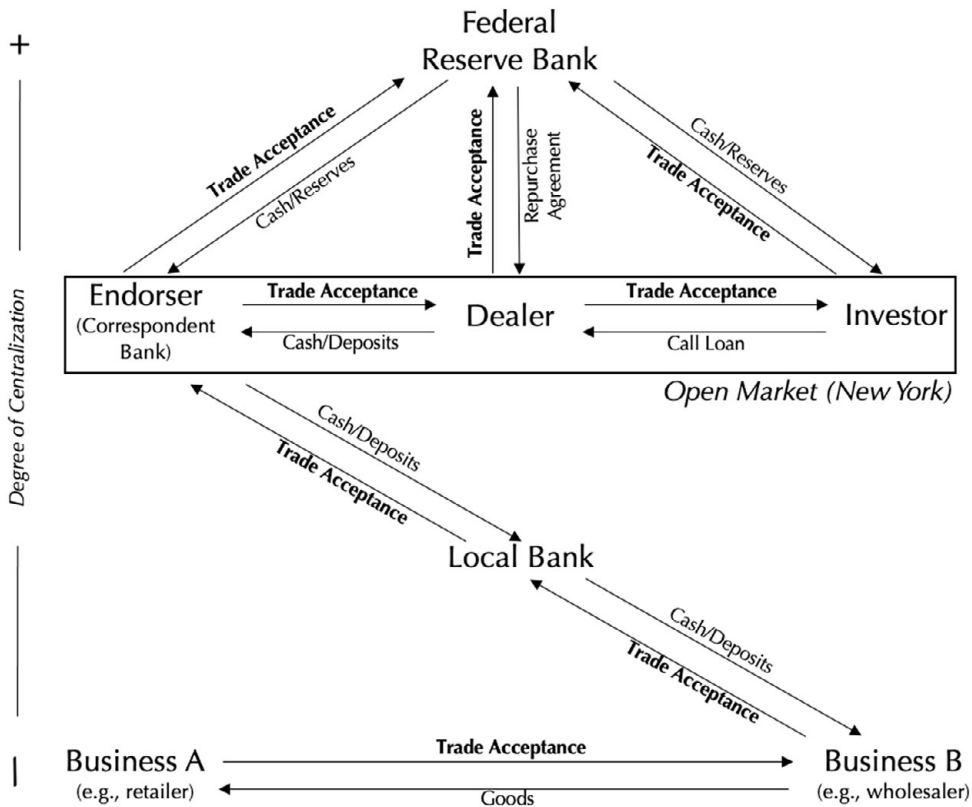 +
Federal
Reserve Bank
Trade Acceptance
Cash/Reserves
Trade Acceptance
Repurchase
Agreement
Cash/Reserves
Trade Acceptance
Degree of Centralization
Endorser
(Correspondent
Bank)
Trade Acceptance
Cash/Deposits
Dealer
Trade Acceptance
Call Loan
Investor
Open Market (New York)
Cash/Deposits
Trade Acceptance
Local Bank
Cash/Deposits
Trade Acceptance
Business A
(e.g., retailer)
Trade Acceptance
Goods
Business B
(e.g., wholesaler)